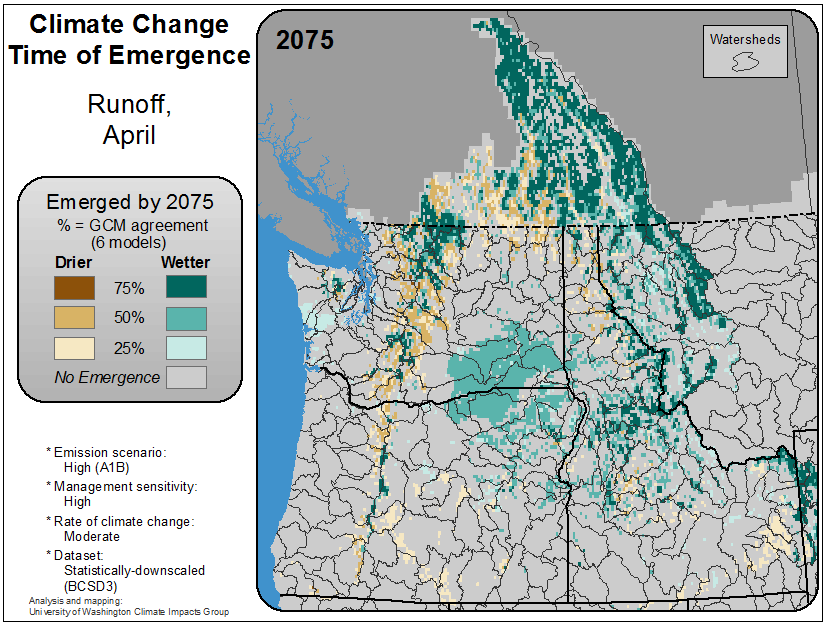 Climate Change
Time of Emergence
Runoff,
April
Emerged by 2075
% = GCM agreement
(6 models)
Drier Wetter
75%
50%
25%
No Emergence
* Emission scenario:
High (A1B)
* Management sensitivity:
High
* Rate of climate change:
Moderate
* Dataset:
Statistically-downscaled
(BCSD3)
Analysis and mapping:
University of Washington Climate Impacts Group
2075
Watersheds